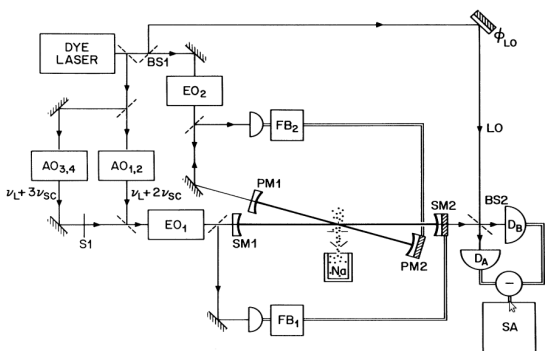 DYE
LASER
BS1
ϕLO
EO2
AO3,4
AO1,2
FB2
LO
νL+3νSC
νL+2νSC
PM1
BS2
SM2
S1
EO1
SM1
DB
Na
PM2
DA
FB1
−
SA